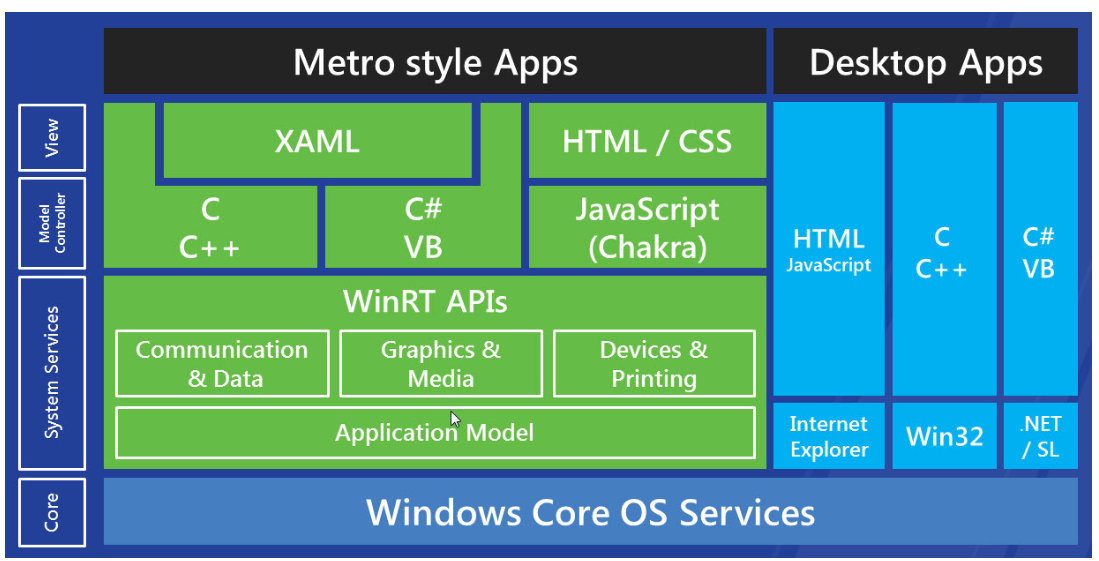 Metro style Apps
Desktop Apps
View
XAML
HTML / CSS
Model
Controller
C
C++
C#
VB
JavaScript
(Chakra)
HTML
JavaScript
C
C++
C#
VB
System Services
WinRT APIs
Communication
& Data
Graphics &
Media
Devices &
Printing
Application Model
Internet
Explorer
Win32
.NET
/ SL
Core
Windows Core OS Services